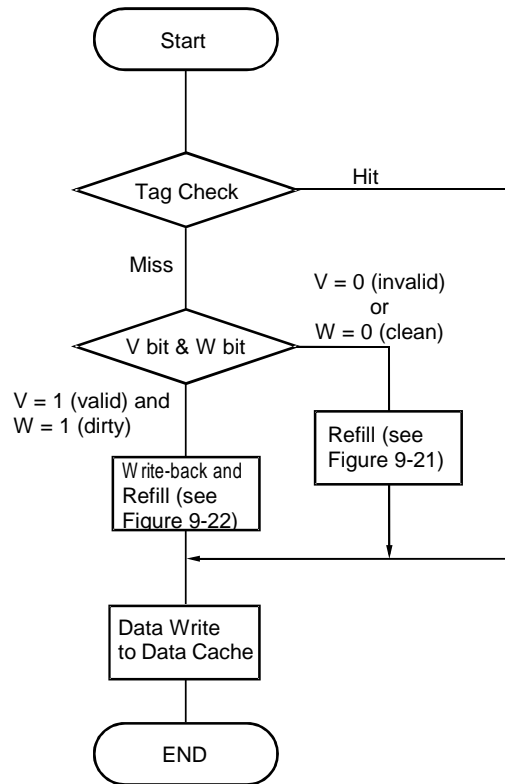 Start
Tag Check
Hit
Miss
V = 0 (invalid)
or
W = 0 (clean)
V bit & W bit
V = 1 (valid) and
W = 1 (dirty)
Refill (see
Figure 9-21)
Write-back and
Refill (see
Figure 9-22)
Data Write
to Data Cache
END